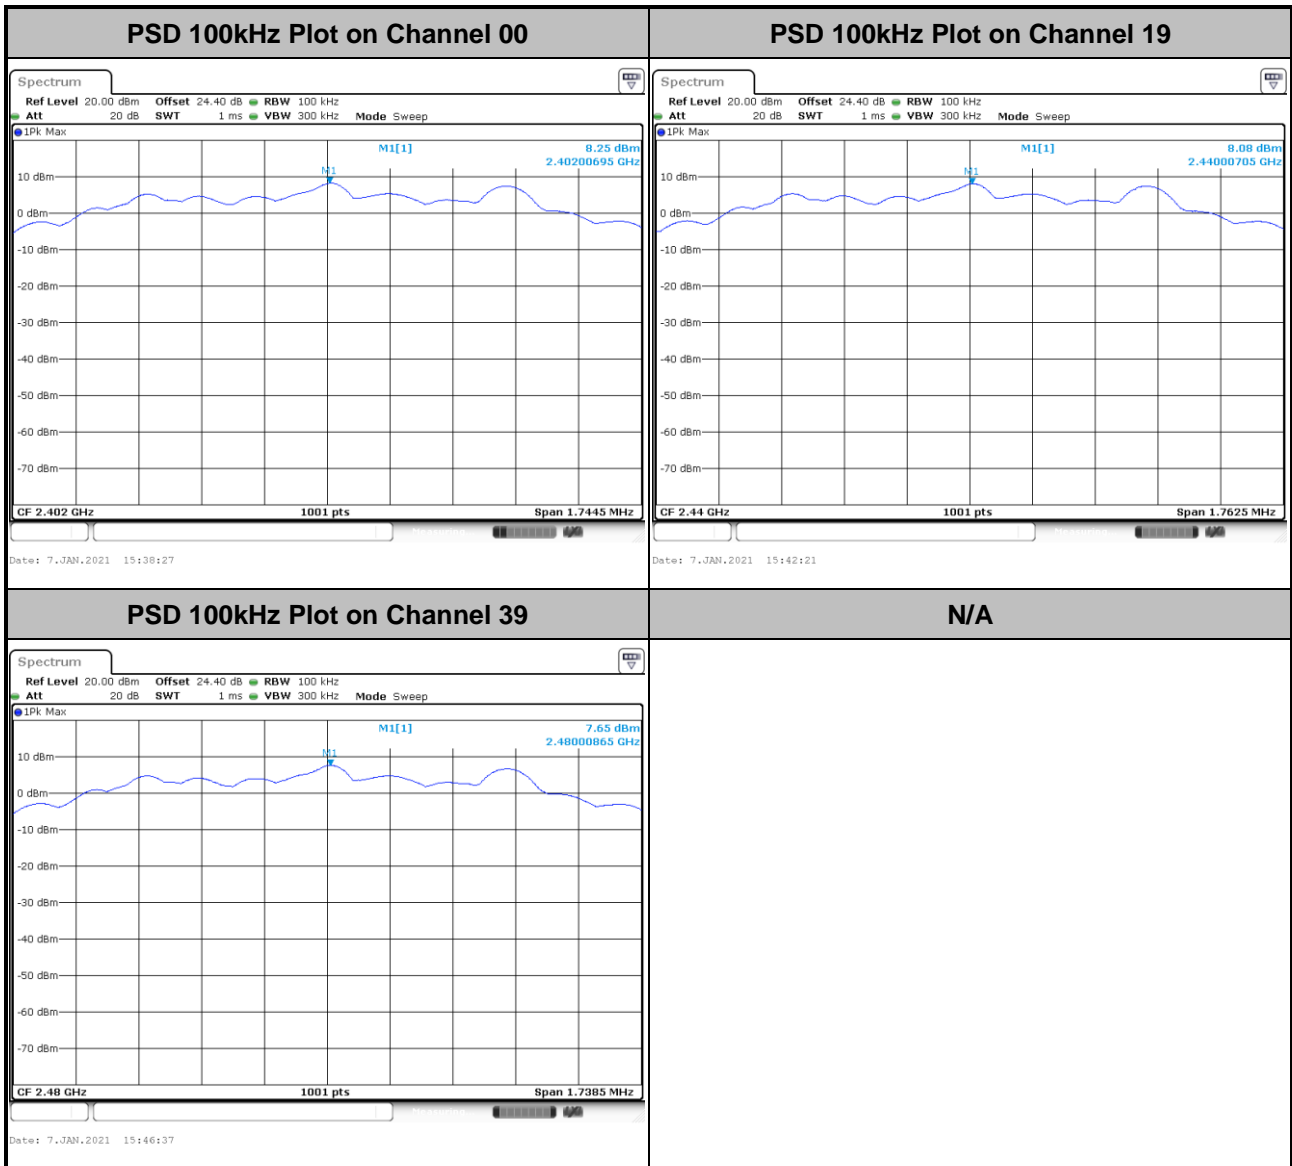 PSD 100kHz Plot on Channel 00
PSD 100kHz Plot on Channel 19
Spectrum
Ref Level 20.00 dBm Offset 24.40 dB RBW 100 kHz
Att 20 dB SWT 1 ms VBW 300 kHz Mode Sweep
1Pk Max
M1[1] 8.25 dBm
2.40200695 GHz
M1
10 dBm
0 dBm
-10 dBm
-20 dBm
-30 dBm
-40 dBm
-50 dBm
-60 dBm
-70 dBm
CF 2.402 GHz 1001 pts Span 1.7445 MHz
Measuring...
Date: 7.JAN.2021 15:38:27
Spectrum
Ref Level 20.00 dBm Offset 24.40 dB RBW 100 kHz
Att 20 dB SWT 1 ms VBW 300 kHz Mode Sweep
1Pk Max
M1[1] 8.08 dBm
2.44000705 GHz
M1
10 dBm
0 dBm
-10 dBm
-20 dBm
-30 dBm
-40 dBm
-50 dBm
-60 dBm
-70 dBm
CF 2.44 GHz 1001 pts Span 1.7625 MHz
Measuring...
Date: 7.JAN.2021 15:42:21
PSD 100kHz Plot on Channel 39
N/A
Spectrum
Ref Level 20.00 dBm Offset 24.40 dB RBW 100 kHz
Att 20 dB SWT 1 ms VBW 300 kHz Mode Sweep
1Pk Max
M1[1] 7.65 dBm
2.48000865 GHz
M1
10 dBm
0 dBm
-10 dBm
-20 dBm
-30 dBm
-40 dBm
-50 dBm
-60 dBm
-70 dBm
CF 2.48 GHz 1001 pts Span 1.7385 MHz
Measuring...
Date: 7.JAN.2021 15:46:37